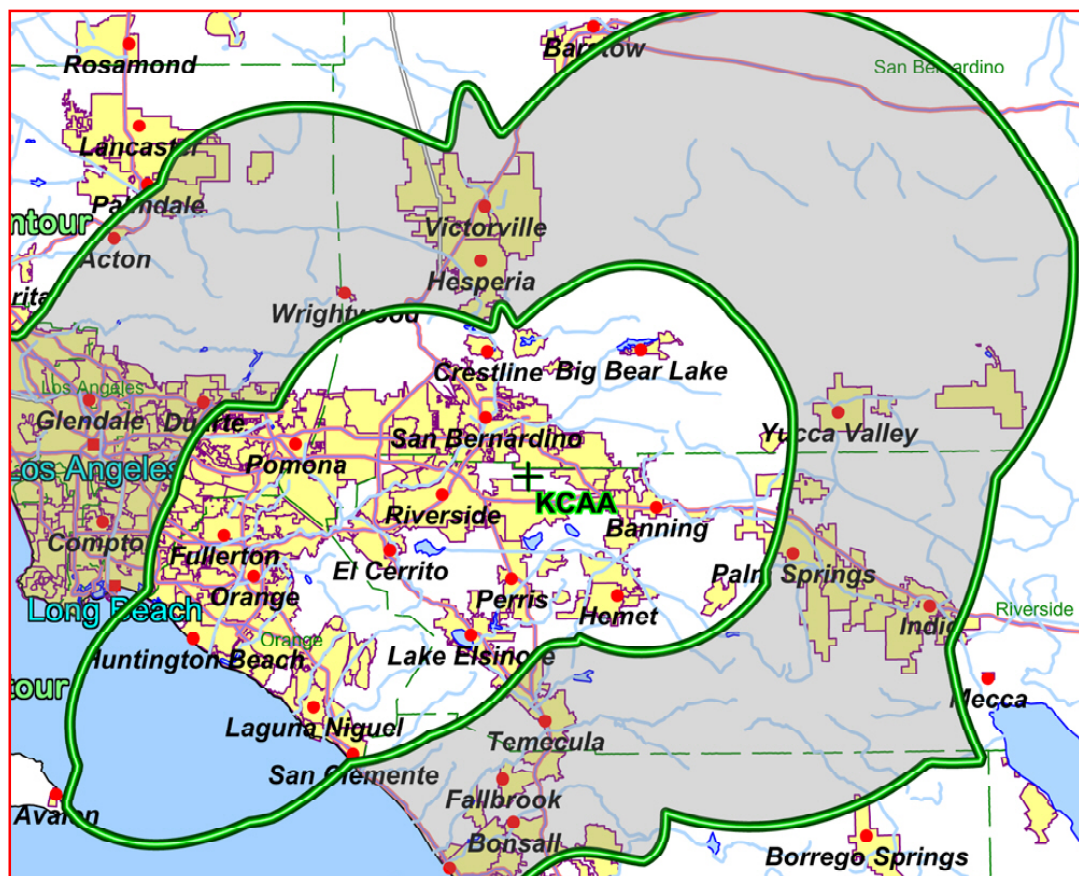 Barstow
Rosamond
San Bernardino
Lancaster
Palmdale
ntour
Victorville
Acton
Hesperia
rita
Wrightwood
Crestline
Big Bear Lake
Los Angeles
Glendale
Duarte
San Bernardino
Yucca Valley
Pomona
Los Angeles
KCAA
Riverside
Banning
Compto
Fullerton
El Cerrito
Palm Springs
Orange
Perris
Hemet
Long Beach
Indio
Riverside
Orange
Huntington Beach
Lake Elsinore
tour
Mecca
Laguna Niguel
Temecula
San Clemente
Fallbrook
Avalon
Bonsall
Borrego Springs